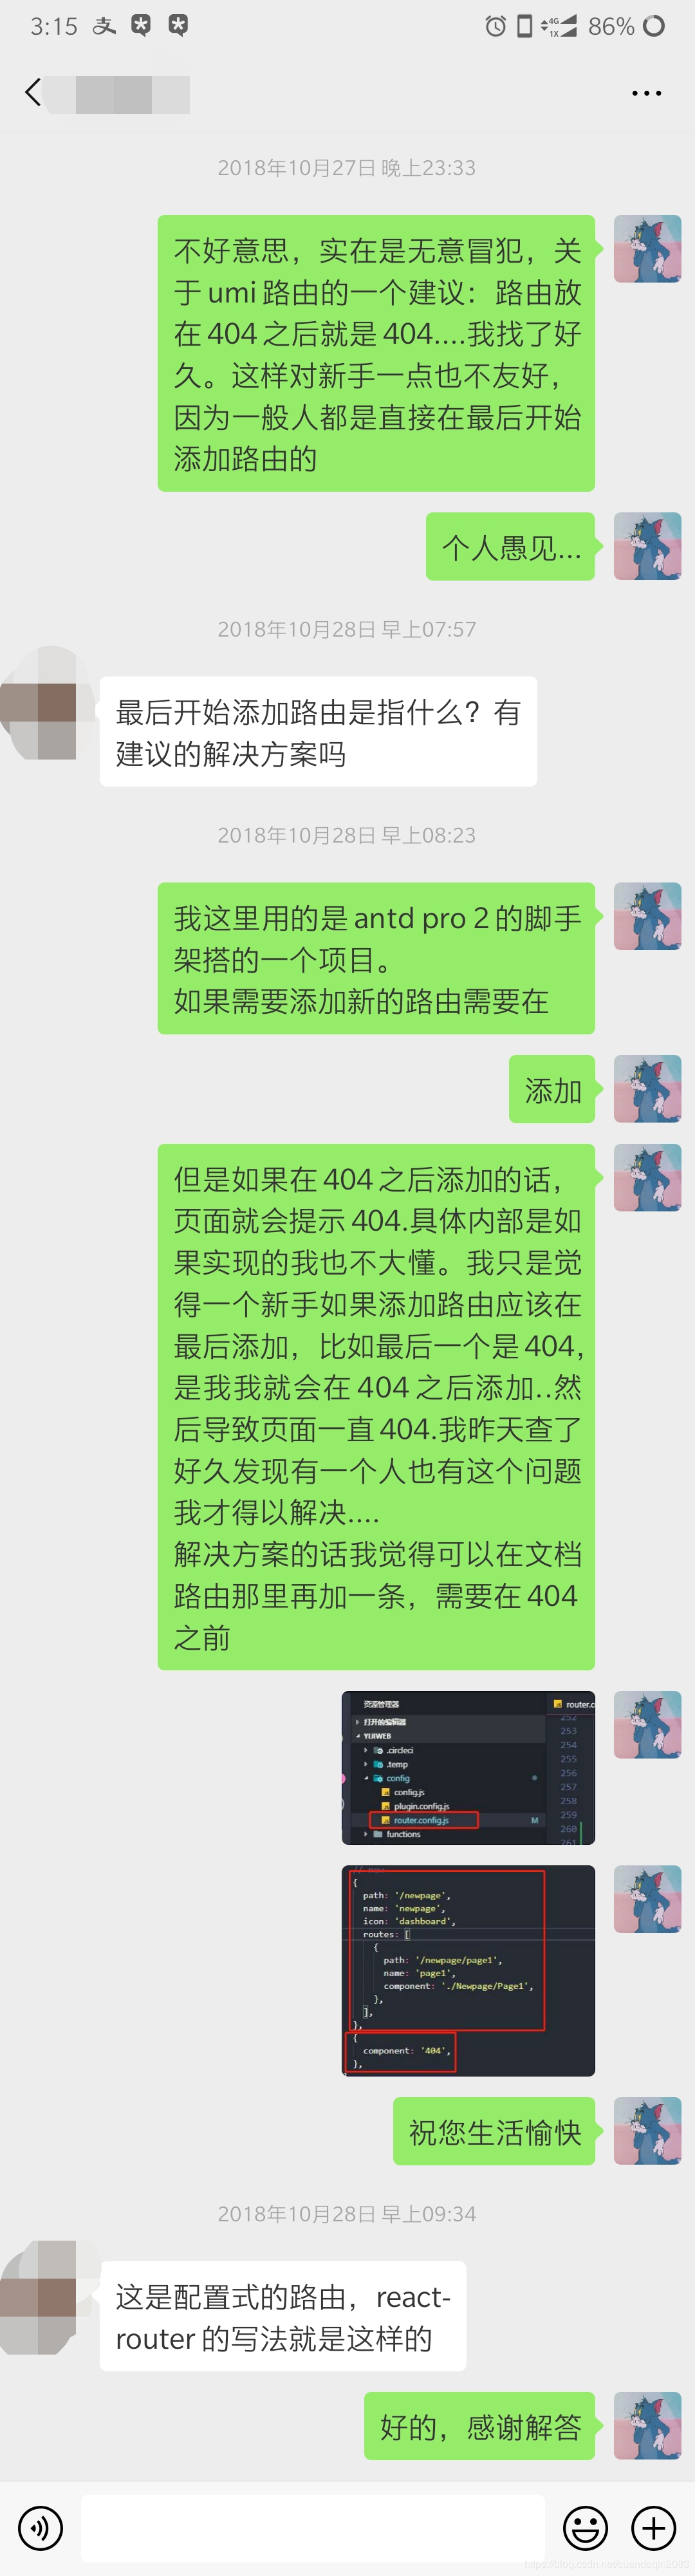 3:15 支
4G
1X
86%
2018年10月27日 晚上23:33
不好意思，实在是无意冒犯，关
于 umi 路由的一个建议：路由放
在 404 之后就是 404....我找了好
久。这样对新手一点也不友好，
因为一般人都是直接在最后开始
添加路由的
个人愚见...
2018年10月28日 早上07:57
最后开始添加路由是指什么？有
建议的解决方案吗
2018年10月28日 早上08:23
我这里用的是 antd pro 2 的脚手
架搭的一个项目。
如果需要添加新的路由需要在
添加
但是如果在 404 之后添加的话，
页面就会提示 404.具体内部是如
果实现的我也不大懂。我只是觉
得一个新手如果添加路由应该在
最后添加，比如最后一个是 404，
是我我就会在 404 之后添加..然
后导致页面一直 404.我昨天查了
好久发现有一个人也有这个问题
我才得以解决....
解决方案的话我觉得可以在文档
路由那里再加一条，需要在 404
之前
资源管理器
打开的编辑器
YIJIWEB
.circleci
.temp
config
config.js
plugin.config.js
router.config.js M
functions
router.c
252
253
254
255
256
257
258
259
260
261
{
path: '/newpage',
name: 'newpage',
icon: 'dashboard',
routes: [
{
path: '/newpage/page1',
name: 'page1',
component: './Newpage/Page1',
},
],
},
{
component: '404',
},
祝您生活愉快
2018年10月28日 早上09:34
这是配置式的路由，react-
router 的写法就是这样的
好的，感谢解答